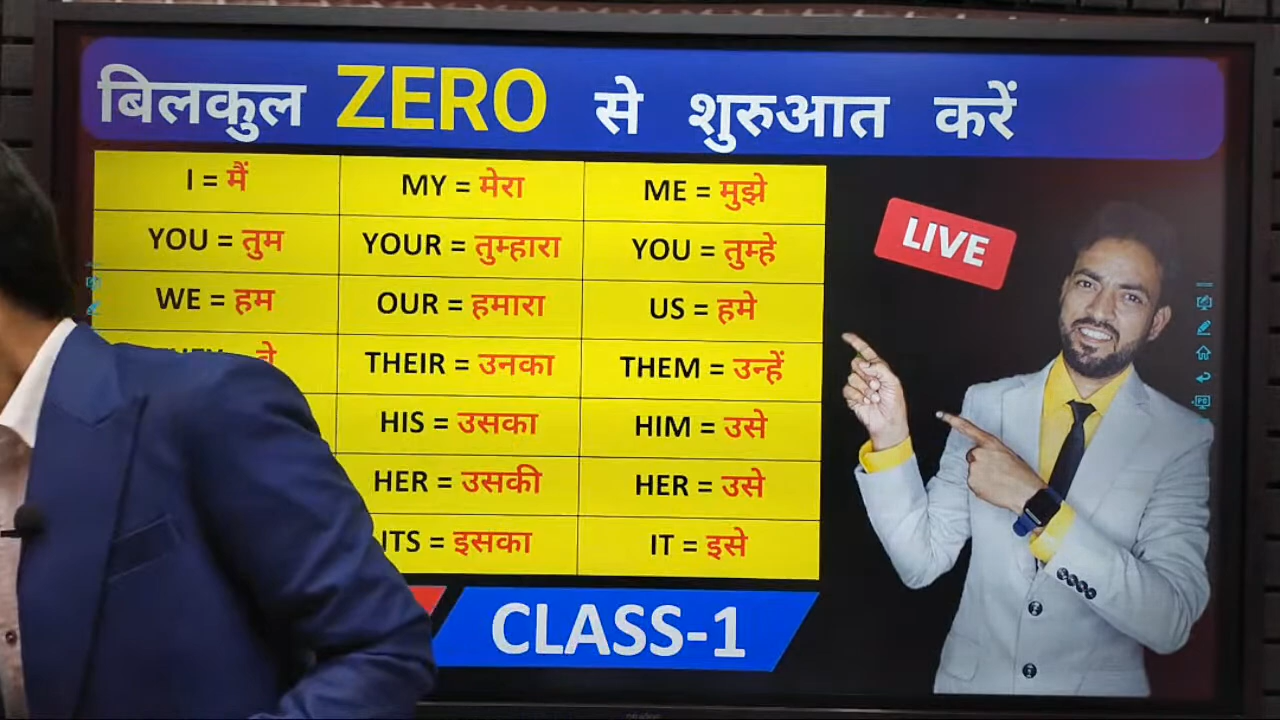 बिलकुल ZERO से शुरुआत करें
I = मैं MY = मेरा ME = मुझे
YOU = तुम YOUR = तुम्हारा YOU = तुम्हे
WE = हम OUR = हमारा US = हमे
THEIR = उनका THEM = उन्हें
HIS = उसका HIM = उसे
HER = उसकी HER = उसे
ITS = इसका IT = इसे
LIVE
CLASS-1